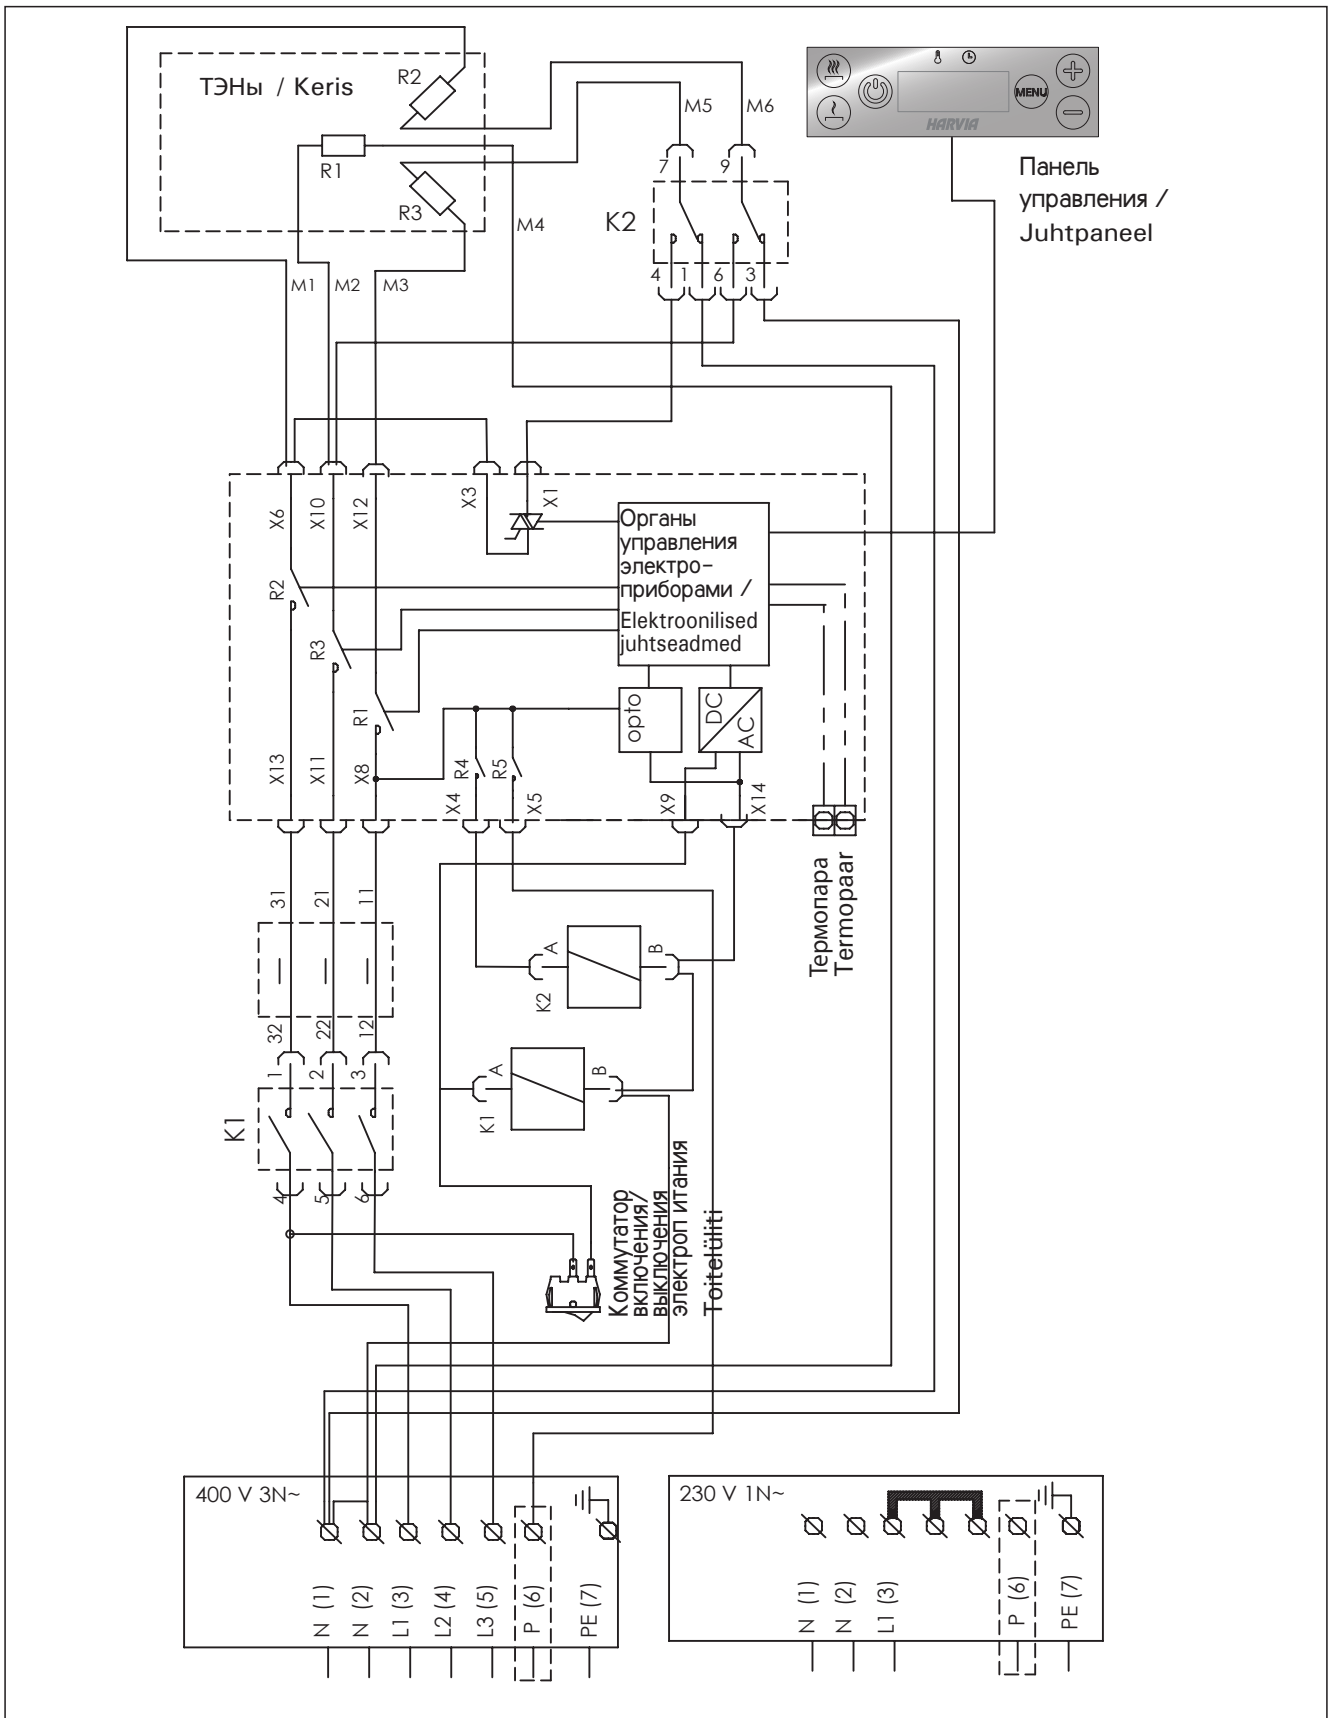 ТЭНы / Keris
R2
R1
R3
M5
M6
M4
M1
M2
M3
7
9
K2
4
1
6
3
MENU
HARVIA
Панель
управления /
Juhtpaneel
X6
X10
X12
X3
X1
Органы
управления
электро-
приборами /
Elektroonilised
juhtseadmed
R2
R3
R1
opto
DC
AC
R4
R5
X13
X11
X8
X4
X5
X9
X14
Термопара
Termopaar
31
21
11
32
22
12
A
B
K2
A
B
K1
1
2
3
K1
4
5
6
Коммутатор
включения/
выключения
электроп итания
Toitelüliti
400 V 3N~
N (1)
N (2)
L1 (3)
L2 (4)
L3 (5)
P (6)
PE (7)
230 V 1N~
N (1)
N (2)
L1 (3)
P (6)
PE (7)